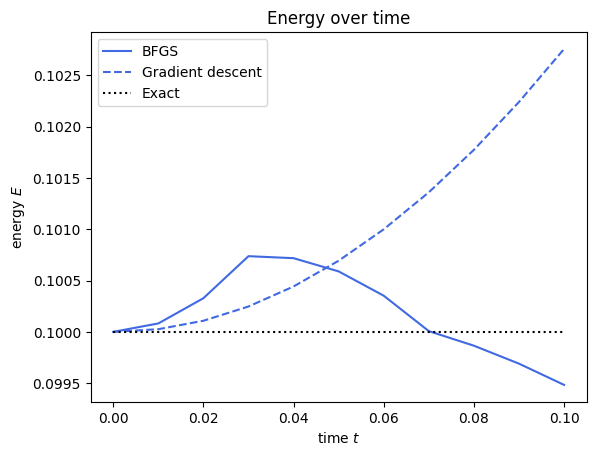 Energy over time
BFGS
Gradient descent
Exact
energy E
0.1025
0.1020
0.1015
0.1010
0.1005
0.1000
0.0995
0.00 0.02 0.04 0.06 0.08 0.10
time t